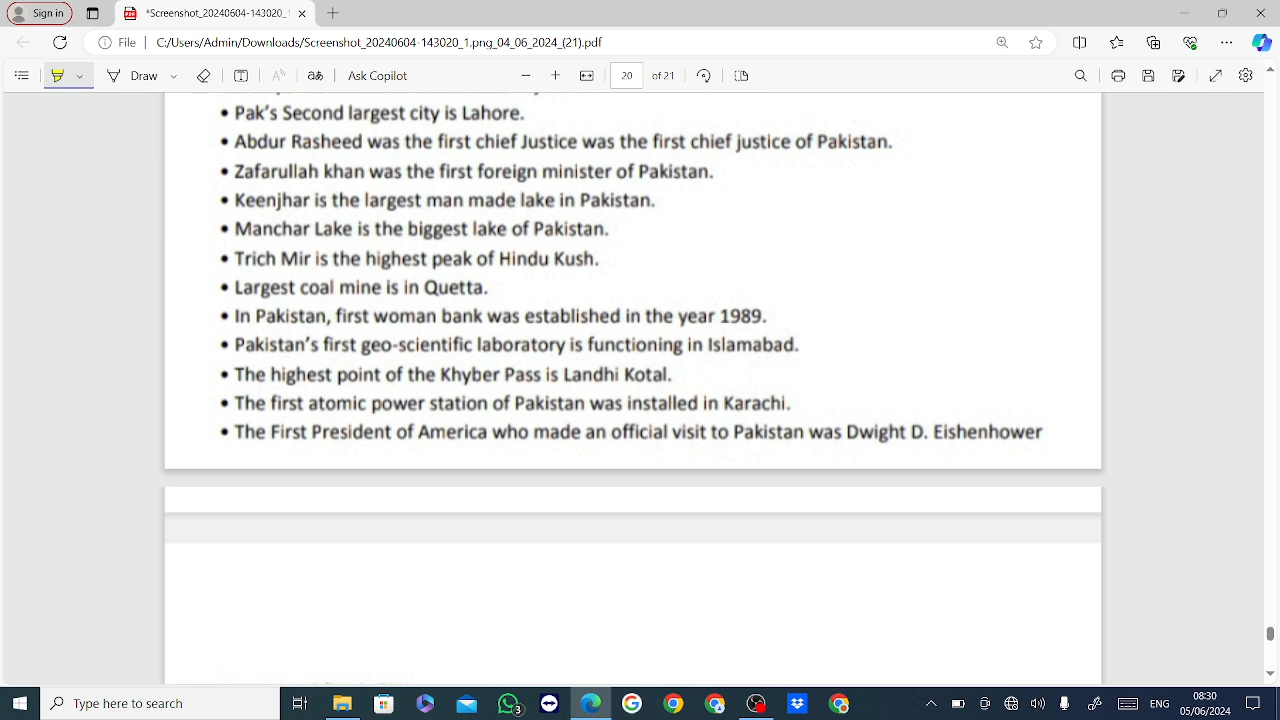 Sign in
*Screenshot_20240604-143020_1
File
C:/Users/Admin/Downloads/Screenshot_20240604-143020_1.png_04_06_2024_(21).pdf
Draw
Ask Copilot
20
of 21
• Pak's Second largest city is Lahore.
• Abdur Rasheed was the first chief Justice was the first chief justice of Pakistan.
• Zafarullah khan was the first foreign minister of Pakistan.
• Keenjhar is the largest man made lake in Pakistan.
• Manchar Lake is the biggest lake of Pakistan.
• Trich Mir is the highest peak of Hindu Kush.
• Largest coal mine is in Quetta.
• In Pakistan, first woman bank was established in the year 1989.
• Pakistan's first geo-scientific laboratory is functioning in Islamabad.
• The highest point of the Khyber Pass is Landhi Kotal.
• The first atomic power station of Pakistan was installed in Karachi.
• The First President of America who made an official visit to Pakistan was Dwight D. Eishenhower
Type here to search
3
ENG
08:30
05/06/2024